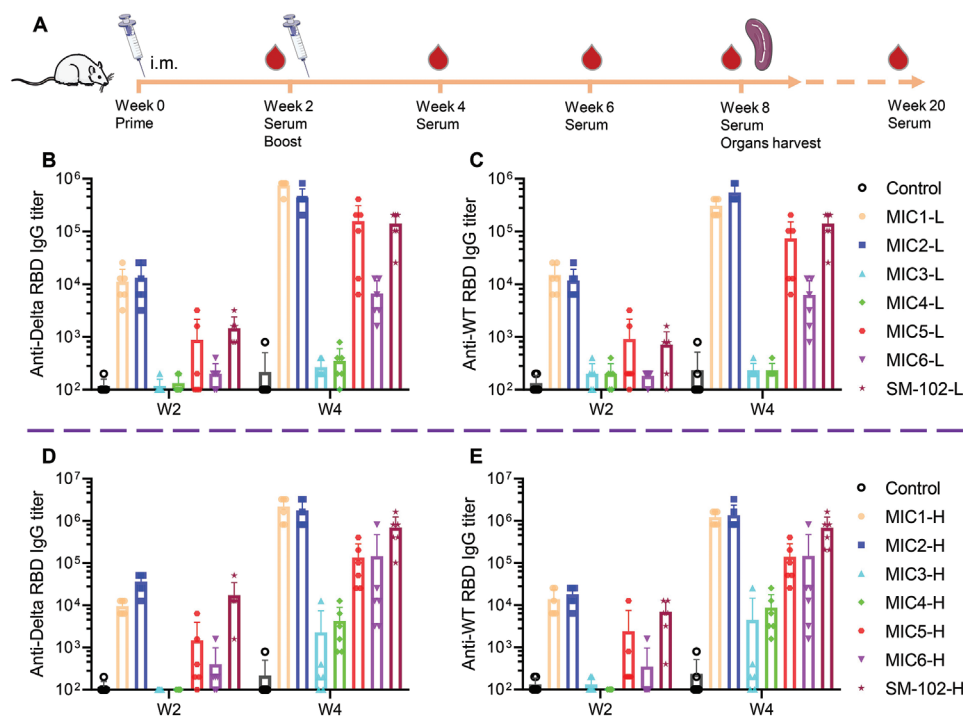 A
i.m.
Week 0
Prime
Week 2
Serum
Boost
Week 4
Serum
Week 6
Serum
Week 8
Serum
Organs harvest
Week 20
Serum
B
Anti-Delta RBD IgG titer
10^6
10^5
10^4
10^3
10^2
W2
W4
C
Anti-WT RBD IgG titer
10^6
10^5
10^4
10^3
10^2
W2
W4
Control
MIC1-L
MIC2-L
MIC3-L
MIC4-L
MIC5-L
MIC6-L
SM-102-L
D
Anti-Delta RBD IgG titer
10^7
10^6
10^5
10^4
10^3
10^2
W2
W4
E
Anti-WT RBD IgG titer
10^7
10^6
10^5
10^4
10^3
10^2
W2
W4
Control
MIC1-H
MIC2-H
MIC3-H
MIC4-H
MIC5-H
MIC6-H
SM-102-H